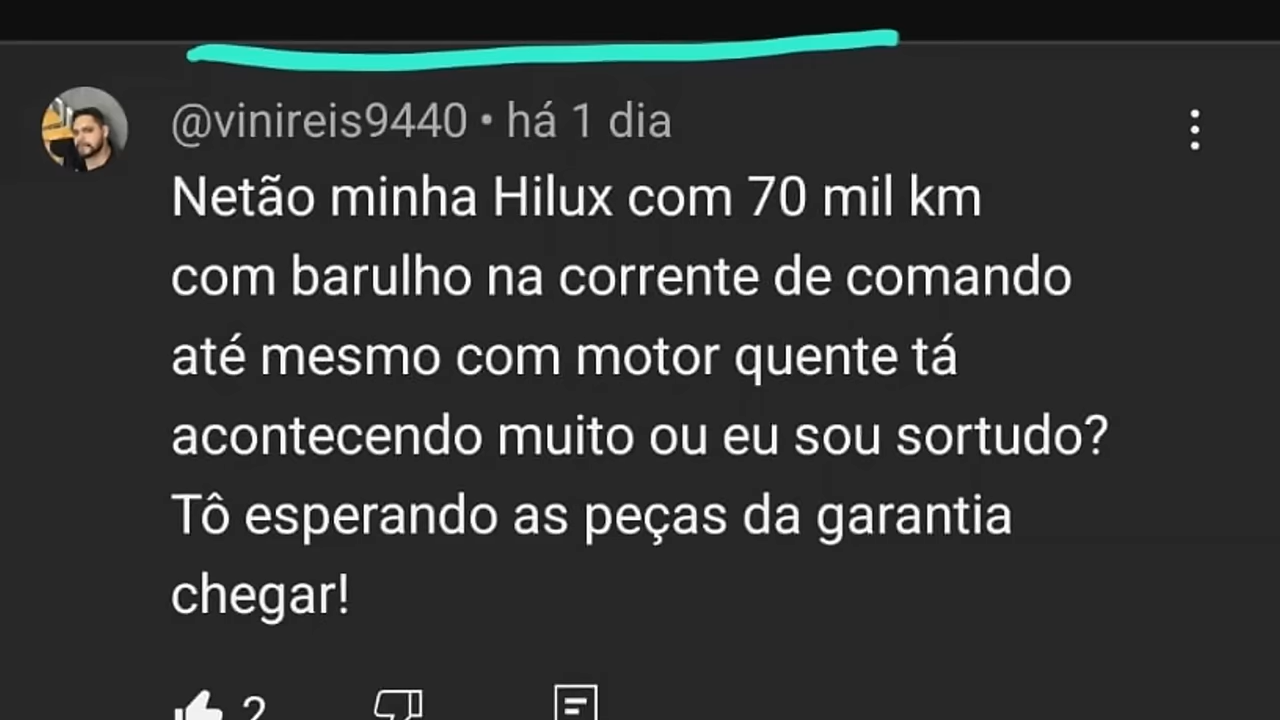 @vinireis9440 • há 1 dia
Netão minha Hilux com 70 mil km
com barulho na corrente de comando
até mesmo com motor quente tá
acontecendo muito ou eu sou sortudo?
Tô esperando as peças da garantia
chegar!
2